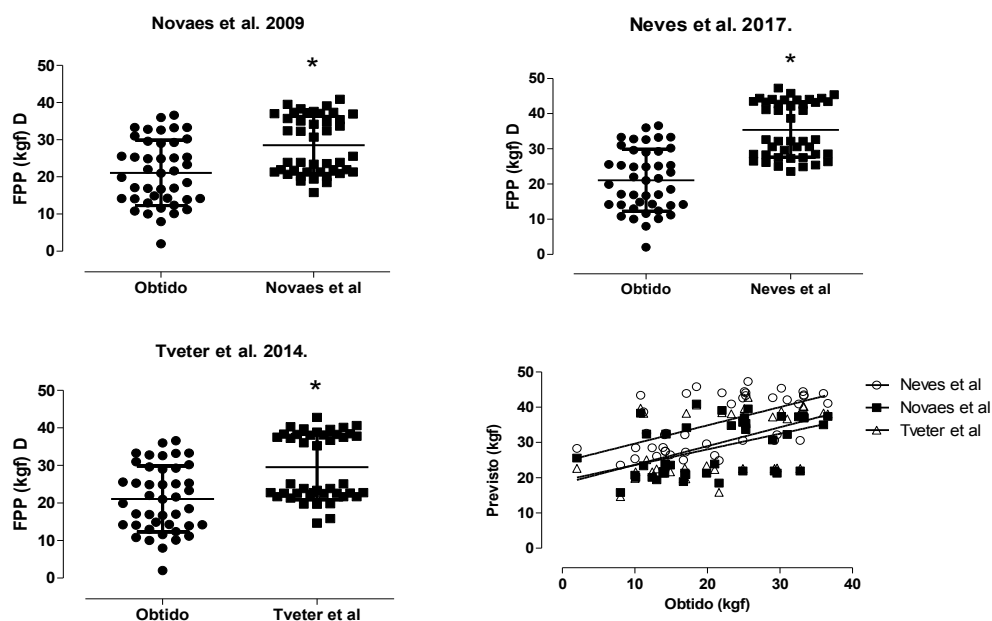 Novaes et al. 2009
*
50
40
30
20
10
0
FPP (kgf) D
Obtido
Novaes et al
Neves et al. 2017.
*
50
40
30
20
10
0
FPP (kgf) D
Obtido
Neves et al
Tveter et al. 2014.
*
50
40
30
20
10
0
FPP (kgf) D
Obtido
Tveter et al
50
40
30
20
10
0
Previsto (kgf)
0 10 20 30 40
Obtido (kgf)
Neves et al
Novaes et al
Tveter et al